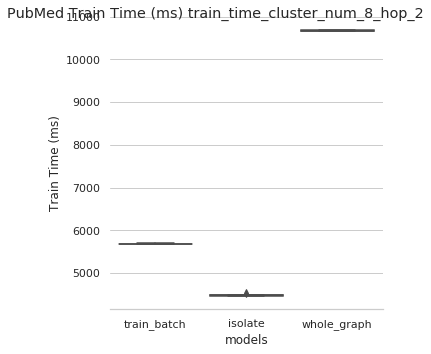 PubMed Train Time (ms) train_time_cluster_num_8_hop_2
11000
10000
9000
8000
7000
6000
5000
Train Time (ms)
train_batch isolate whole_graph
models